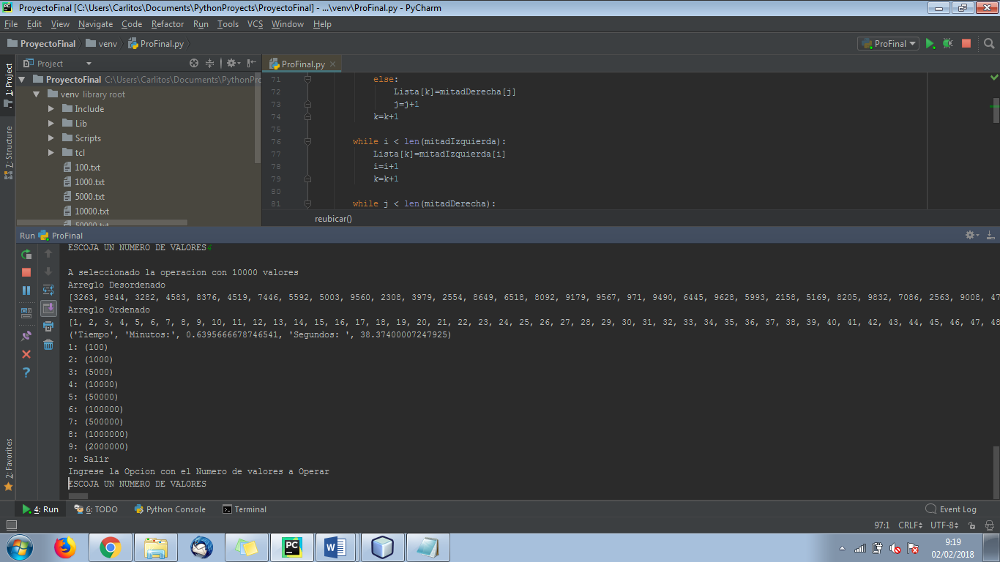 ProyectoFinal [C:\Users\Carlitos\Documents\PythonProyects\ProyectoFinal] - ...\venv\ProFinal.py - PyCharm
File Edit View Navigate Code Refactor Run Tools VCS Window Help
ProyectoFinal venv ProFinal.py
ProFinal
Project
ProFinal.py
1: Project
7: Structure
2: Favorites
ProyectoFinal C:\Users\Carlitos\Documents\PythonPro
venv library root
Include
Lib
Scripts
tcl
100.txt
1000.txt
5000.txt
10000.txt
50000.txt
71 else:
72 Lista[k]=mitadDerecha[j]
73 j=j+1
74 k=k+1
75
76 while i < len(mitadIzquierda):
77 Lista[k]=mitadIzquierda[i]
78 i=i+1
79 k=k+1
80
81 while j < len(mitadDerecha):
reubicar()
Run ProFinal
ESCOJA UN NUMERO DE VALORES4
A seleccionado la operacion con 10000 valores
Arreglo Desordenado
[3263, 9844, 3282, 4583, 8376, 4519, 7446, 5592, 5003, 9560, 2308, 3979, 2554, 8649, 6518, 8092, 9179, 9567, 971, 9490, 6445, 9628, 5993, 2158, 5169, 8205, 9832, 7086, 2563, 9008, 47
Arreglo Ordenado
[1, 2, 3, 4, 5, 6, 7, 8, 9, 10, 11, 12, 13, 14, 15, 16, 17, 18, 19, 20, 21, 22, 23, 24, 25, 26, 27, 28, 29, 30, 31, 32, 33, 34, 35, 36, 37, 38, 39, 40, 41, 42, 43, 44, 45, 46, 47, 48
('Tiempo', 'Minutos:', 0.6395666678746541, 'Segundos: ', 38.37400007247925)
1: (100)
2: (1000)
3: (5000)
4: (10000)
5: (50000)
6: (100000)
7: (500000)
8: (1000000)
9: (2000000)
0: Salir
Ingrese la Opcion con el Numero de valores a Operar
ESCOJA UN NUMERO DE VALORES
4: Run 6: TODO Python Console Terminal Event Log
97:1 CRLF UTF-8
PC W
9:19
02/02/2018